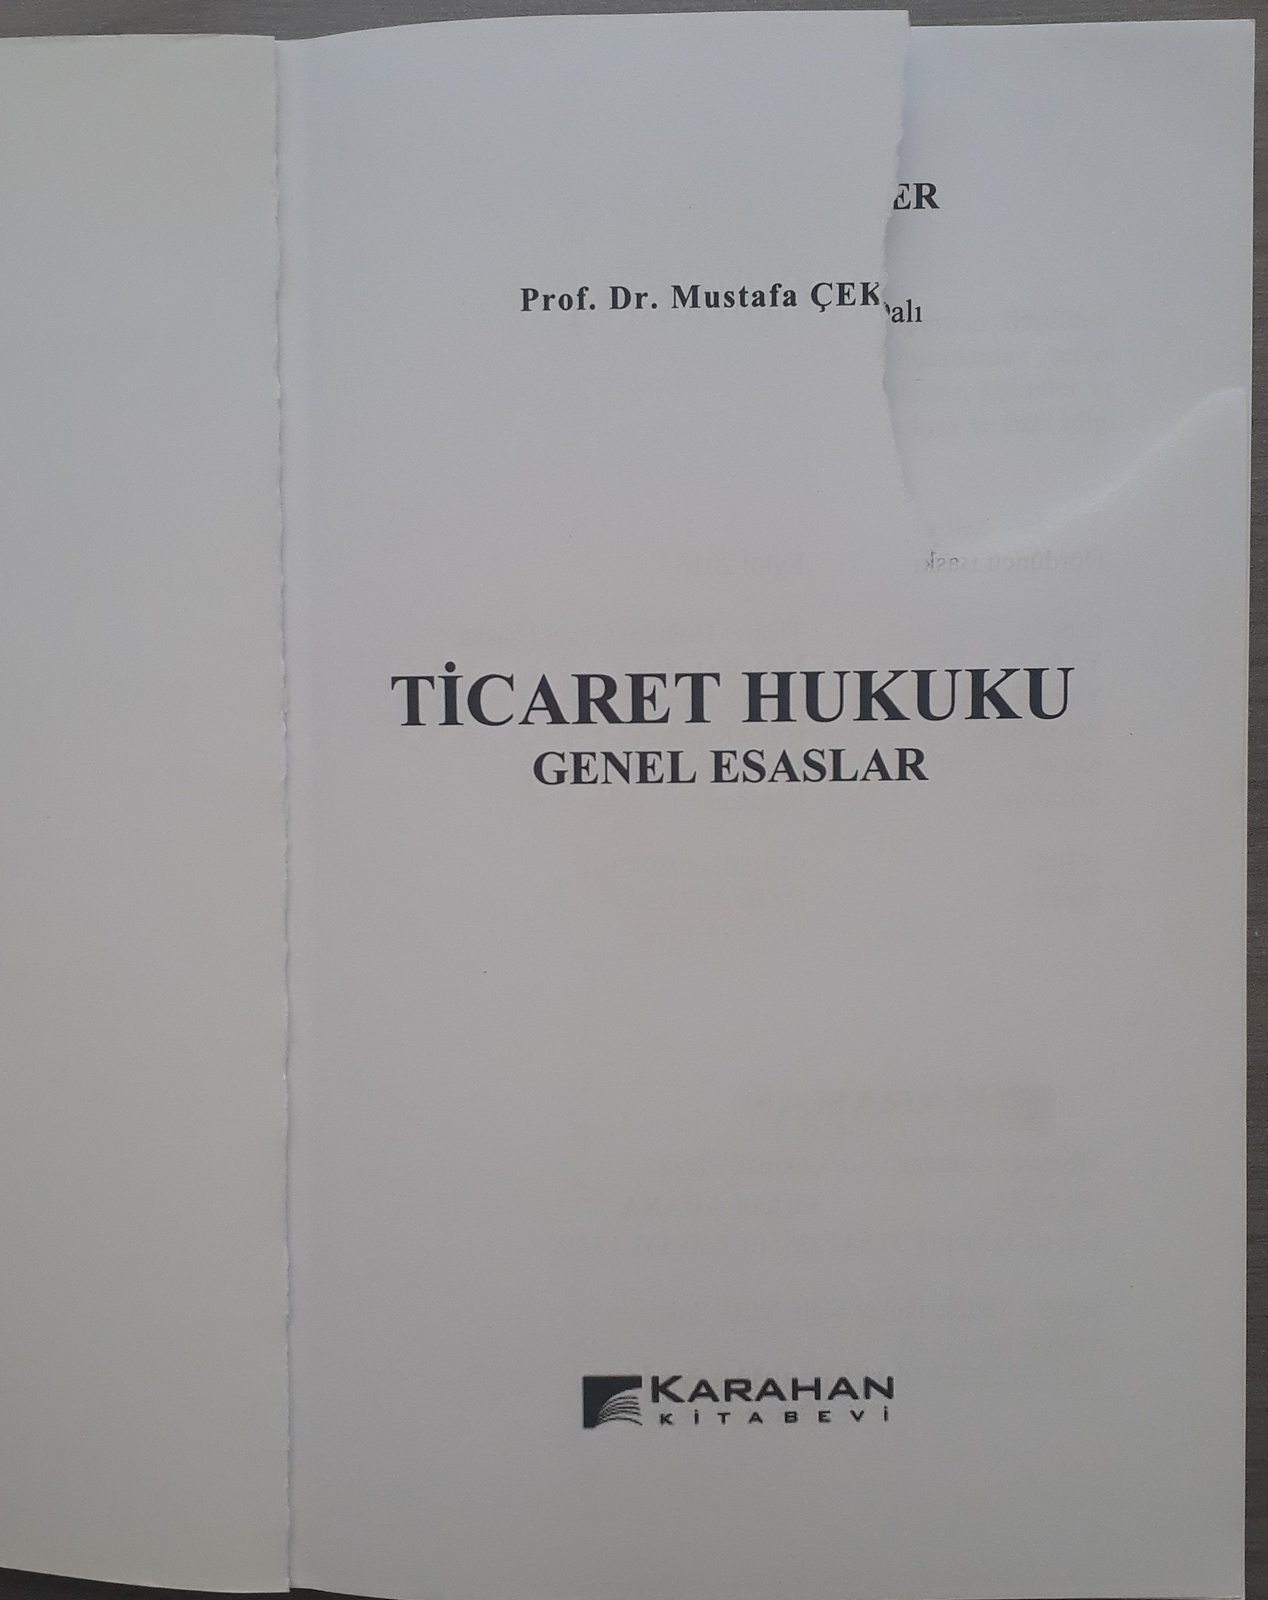 ER
Prof. Dr. Mustafa ÇEK
alı
TİCARET HUKUKU
GENEL ESASLAR
KARAHAN
KİTABEVİ